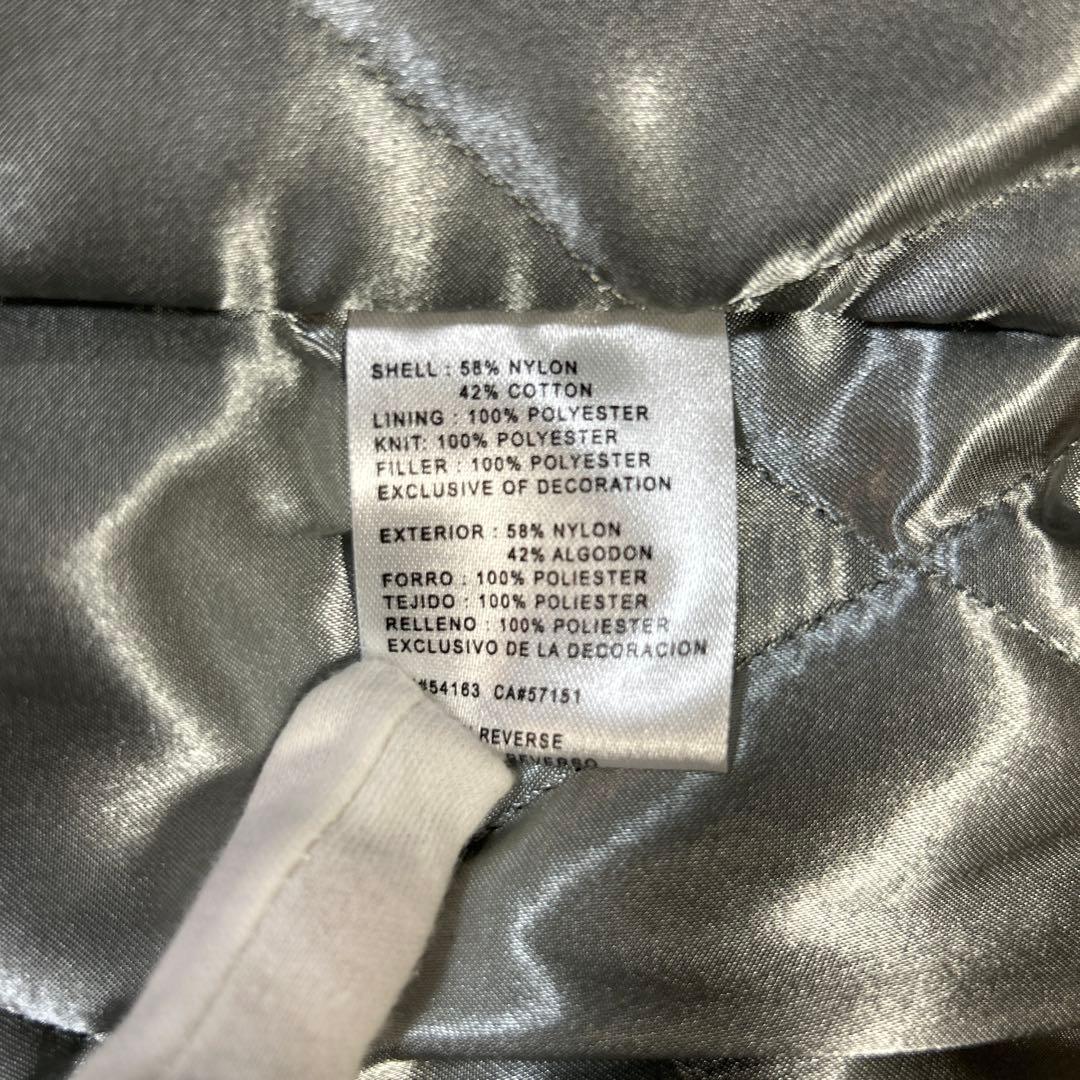 SHELL : 58% NYLON
42% COTTON
LINING : 100% POLYESTER
KNIT: 100% POLYESTER
FILLER : 100% POLYESTER
EXCLUSIVE OF DECORATION
EXTERIOR : 58% NYLON
42% ALGODON
FORRO : 100% POLIESTER
TEJIDO : 100% POLIESTER
RELLENO : 100% POLIESTER
EXCLUSIVO DE LA DECORACION
#54163 CA#57151
REVERSE
REVERSO